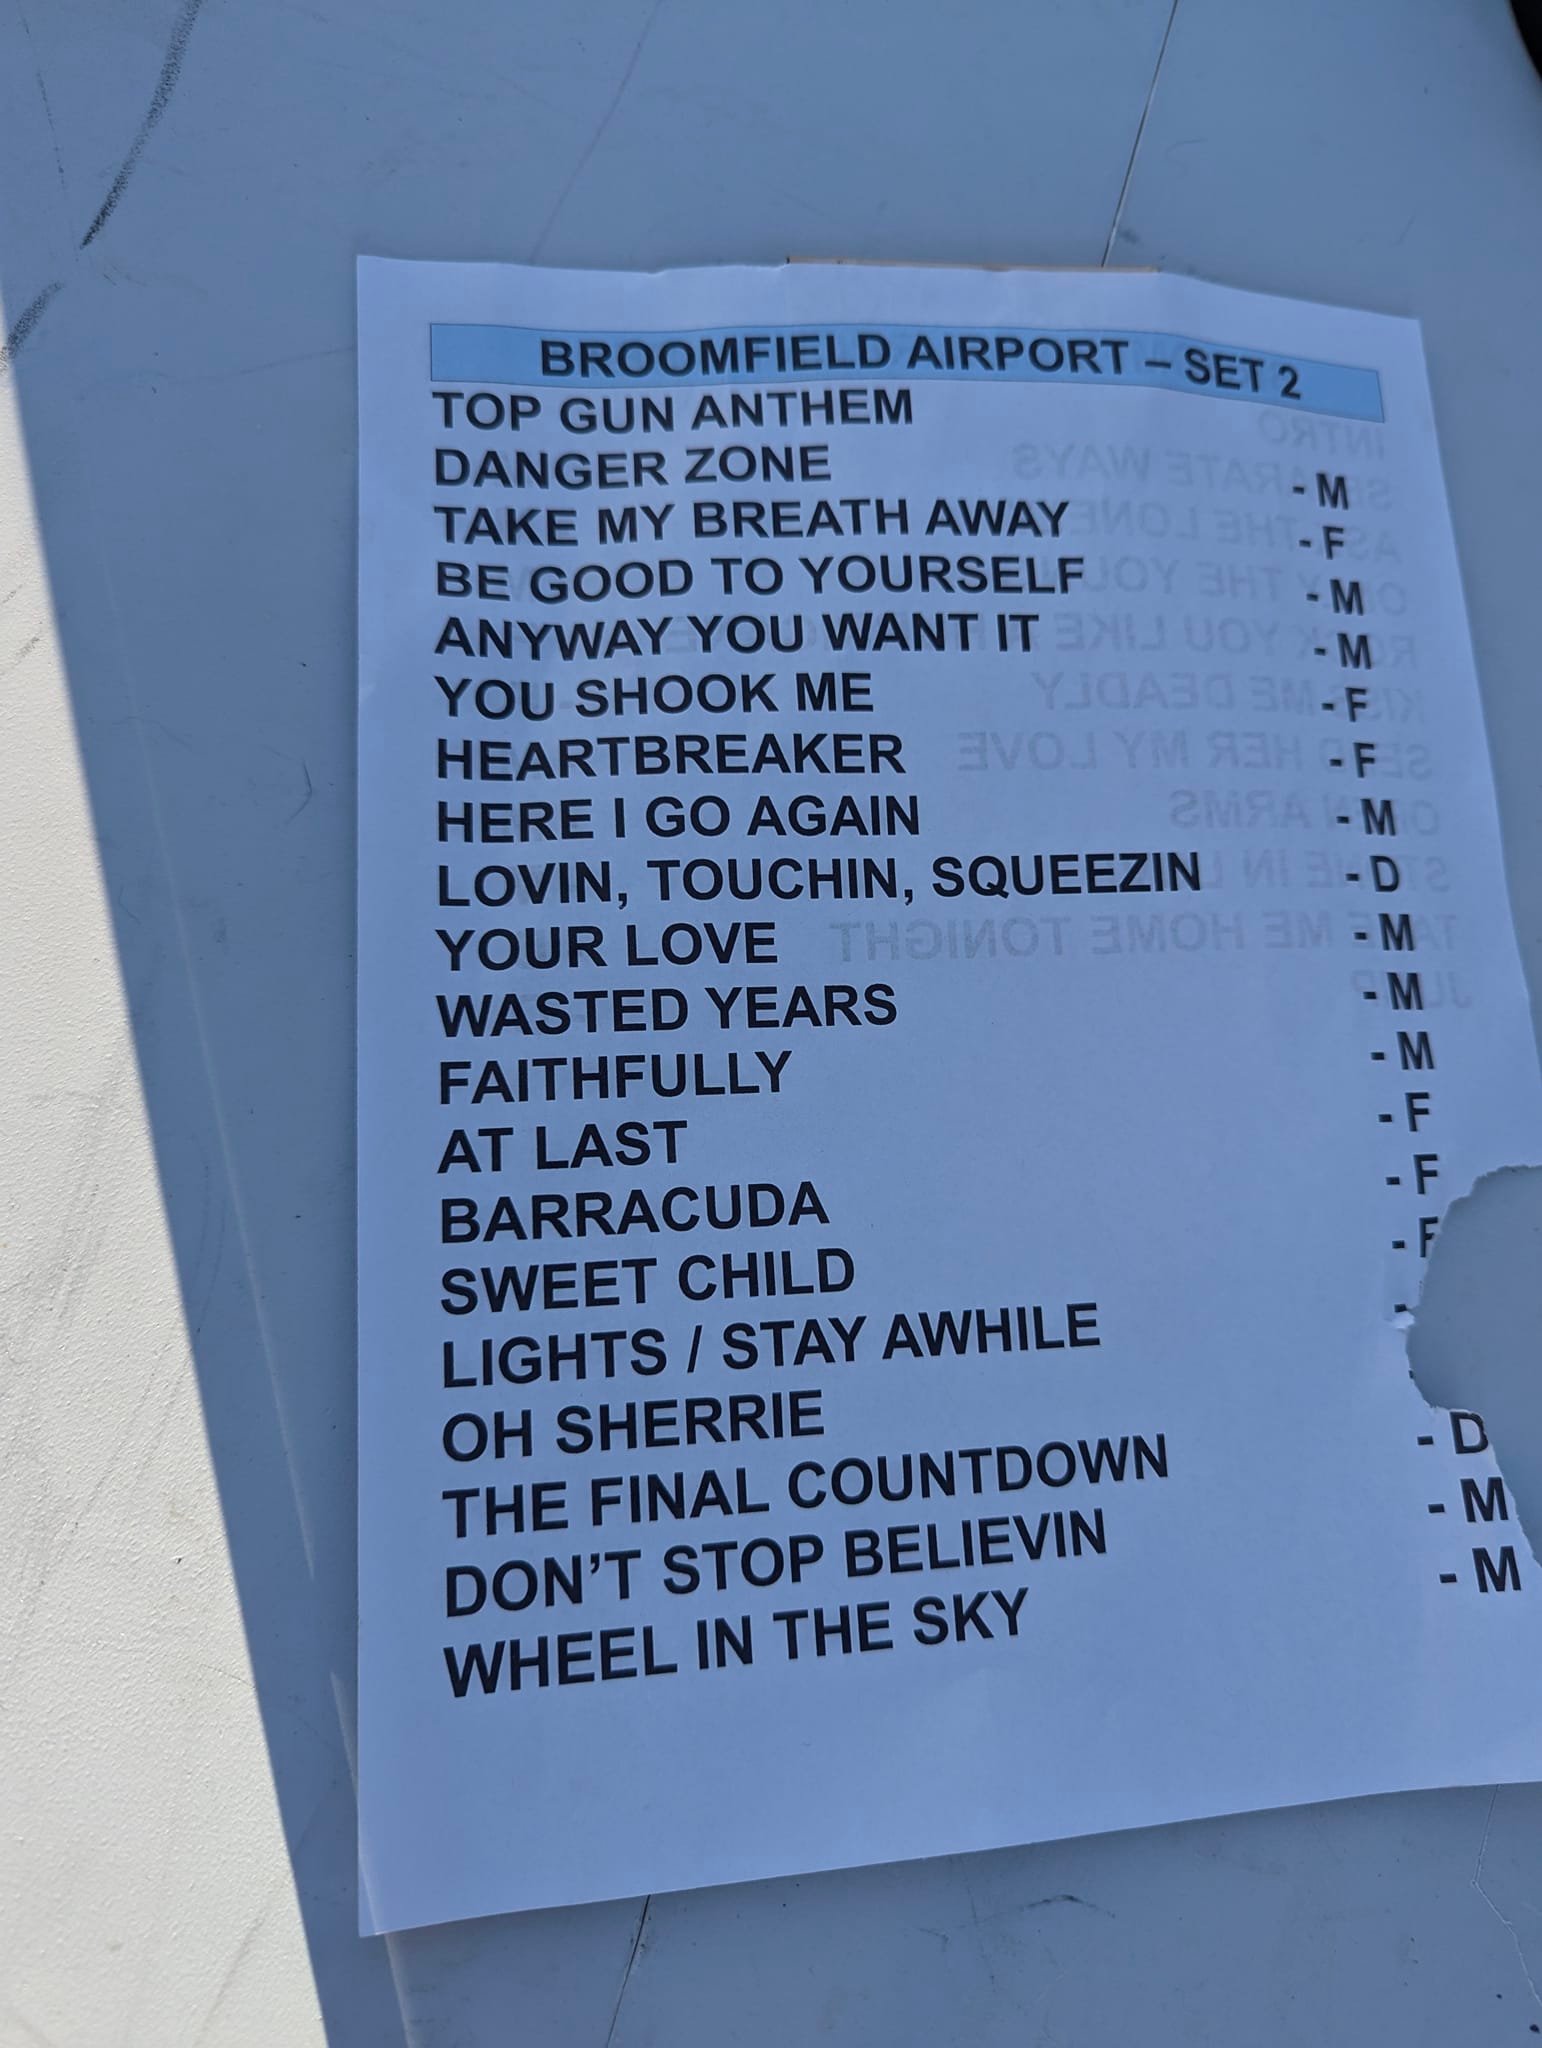 BROOMFIELD AIRPORT – SET 2
TOP GUN ANTHEM
DANGER ZONE - M
TAKE MY BREATH AWAY - F
BE GOOD TO YOURSELF - M
ANYWAY YOU WANT IT - M
YOU SHOOK ME - F
HEARTBREAKER - F
HERE I GO AGAIN - M
LOVIN, TOUCHIN, SQUEEZIN - D
YOUR LOVE - M
WASTED YEARS - M
FAITHFULLY - M
AT LAST - F
BARRACUDA - F
SWEET CHILD - F
LIGHTS / STAY AWHILE -
OH SHERRIE -
THE FINAL COUNTDOWN - D
DON'T STOP BELIEVIN - M
WHEEL IN THE SKY - M